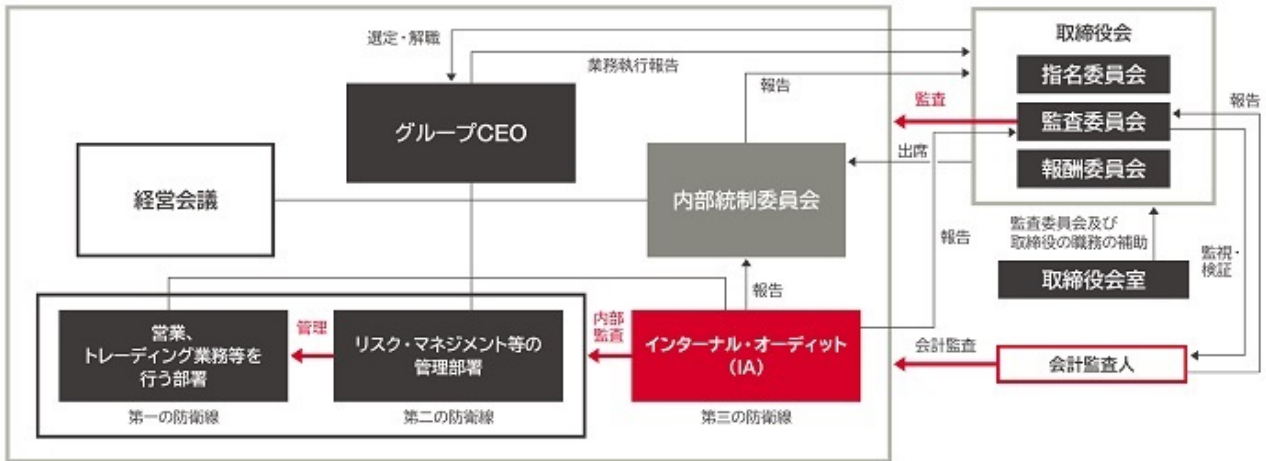 選定・解職
業務執行報告
報告
監査
出席
取締役会
指名委員会
監査委員会
報酬委員会
報告
グループCEO
経営会議
内部統制委員会
報告
監査委員会及び
取締役の職務の補助
監視・
検証
取締役会室
報告
営業、
トレーディング業務等を
行う部署
管理
リスク・マネジメント等の
管理部署
内部
監査
インターナル・オーディット
(IA)
会計監査
会計監査人
第一の防衛線
第二の防衛線
第三の防衛線